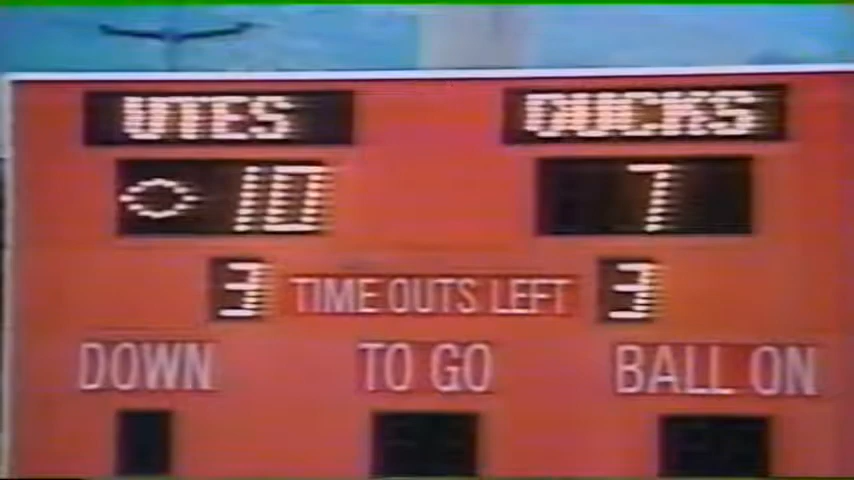 UTES DUCKS
10 7
3 TIME OUTS LEFT 3
DOWN TO GO BALL ON